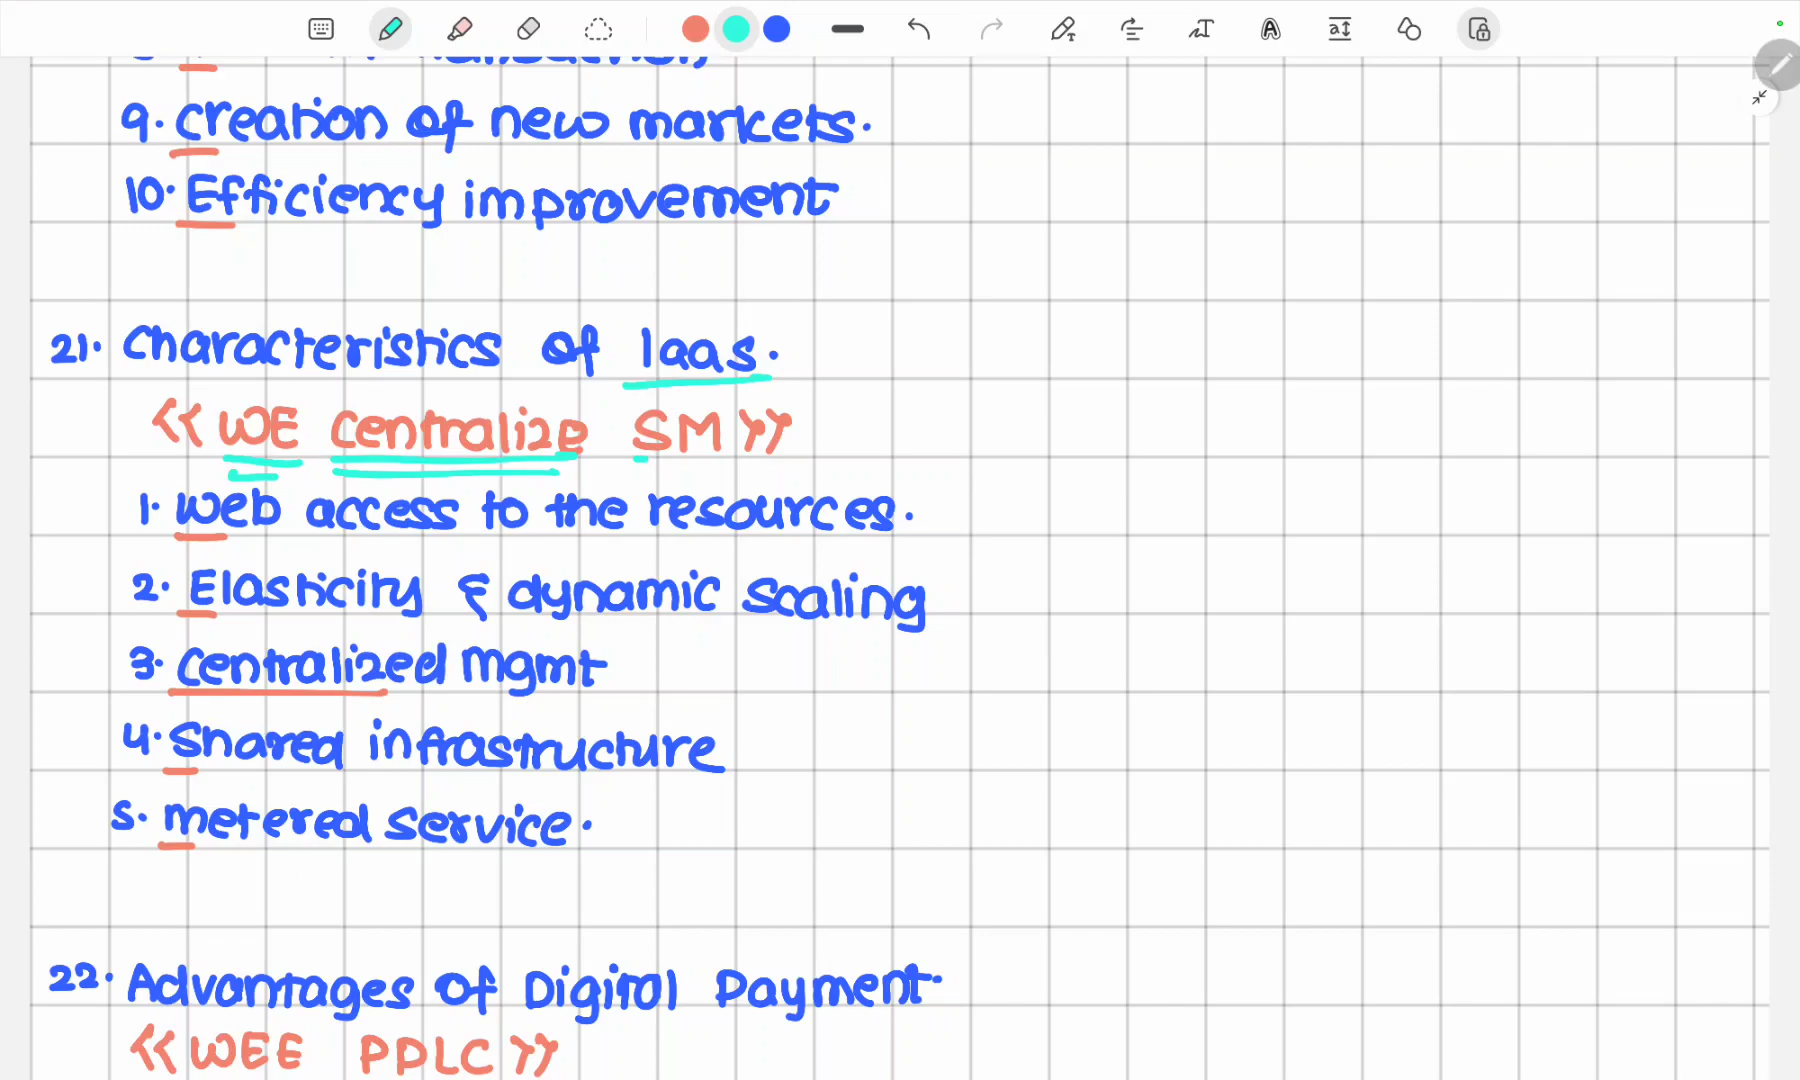 9. Creation of new markets.
10. Efficiency improvement
21. Characteristics of Iaas.
<< WE Centralize SM >>
1. Web access to the resources.
2. Elasticity & dynamic scaling
3. Centralized mgmt
4. Shared infrastructure
5. metered service.
22. Advantages of Digital Payment.
<< WEE PPLC >>